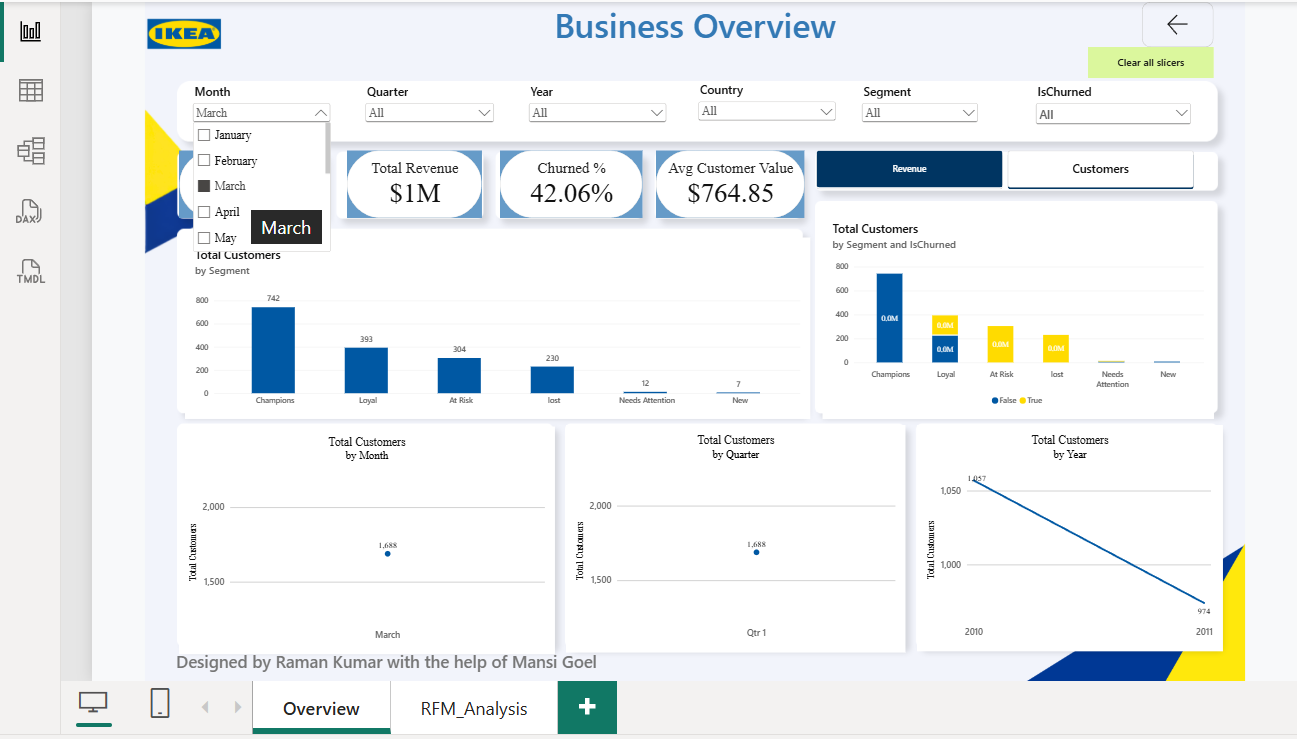 IKEA
Business Overview
Clear all slicers
Month
Quarter
Year
Country
Segment
IsChurned
March
All
All
All
All
All
January
February
March
April
May
March
Total Revenue
$1M
Churned %
42.06%
Avg Customer Value
$764.85
Revenue
Customers
Total Customers
by Segment
800
600
400
200
0
742
393
304
230
12
7
Champions
Loyal
At Risk
lost
Needs Attention
New
Total Customers
by Segment and IsChurned
800
600
400
200
0
0.0M
0.0M
0.0M
0.0M
0.0M
Champions
Loyal
At Risk
lost
Needs
Attention
New
False
True
Total Customers
by Month
Total Customers
2,000
1,500
1,688
March
Total Customers
by Quarter
Total Customers
2,000
1,500
1,688
Qtr 1
Total Customers
by Year
Total Customers
1,057
1,050
1,000
974
2010
2011
Designed by Raman Kumar with the help of Mansi Goel
DAX
TMDL
Overview
RFM_Analysis